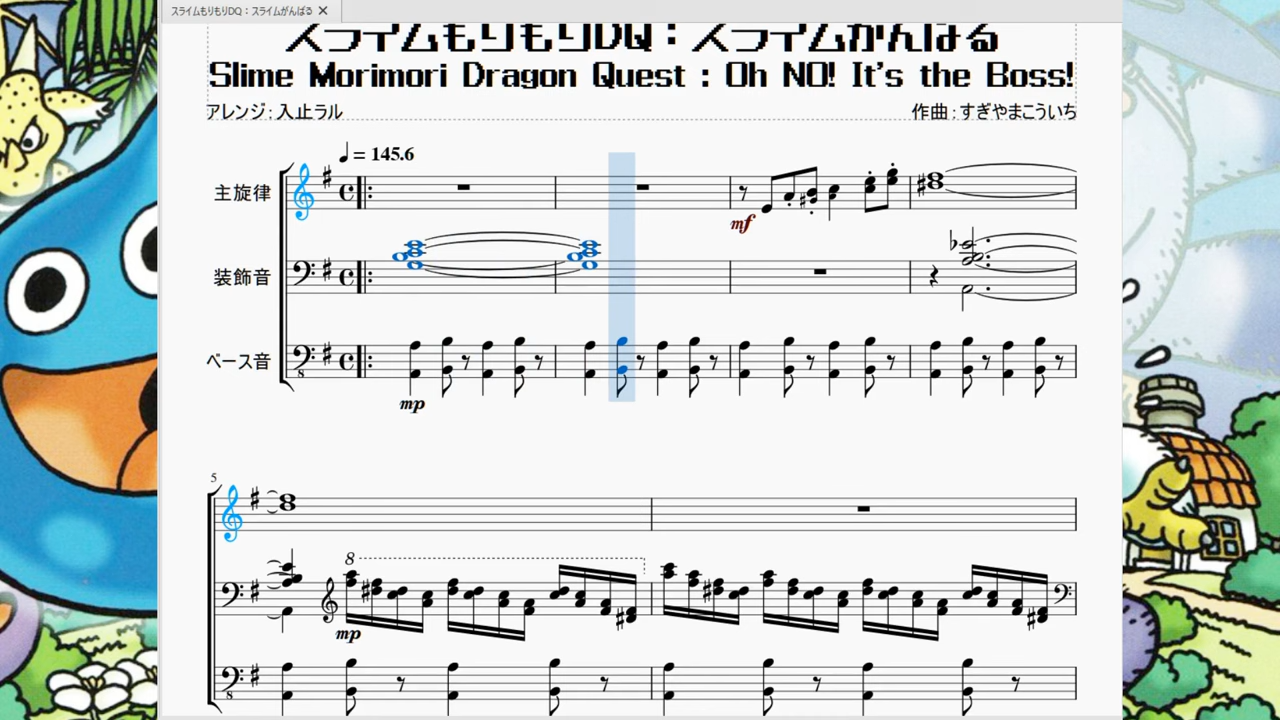 スライムもりもりDQ：スライムがんばる
スライムもりもりDQ：スライムがんばる
Slime Morimori Dragon Quest : Oh NO! It's the Boss!
アレンジ：入止ラル
作曲：すぎやまこういち
= 145.6
主旋律
mf
装飾音
ベース音
8
mp
5
8
mp
8